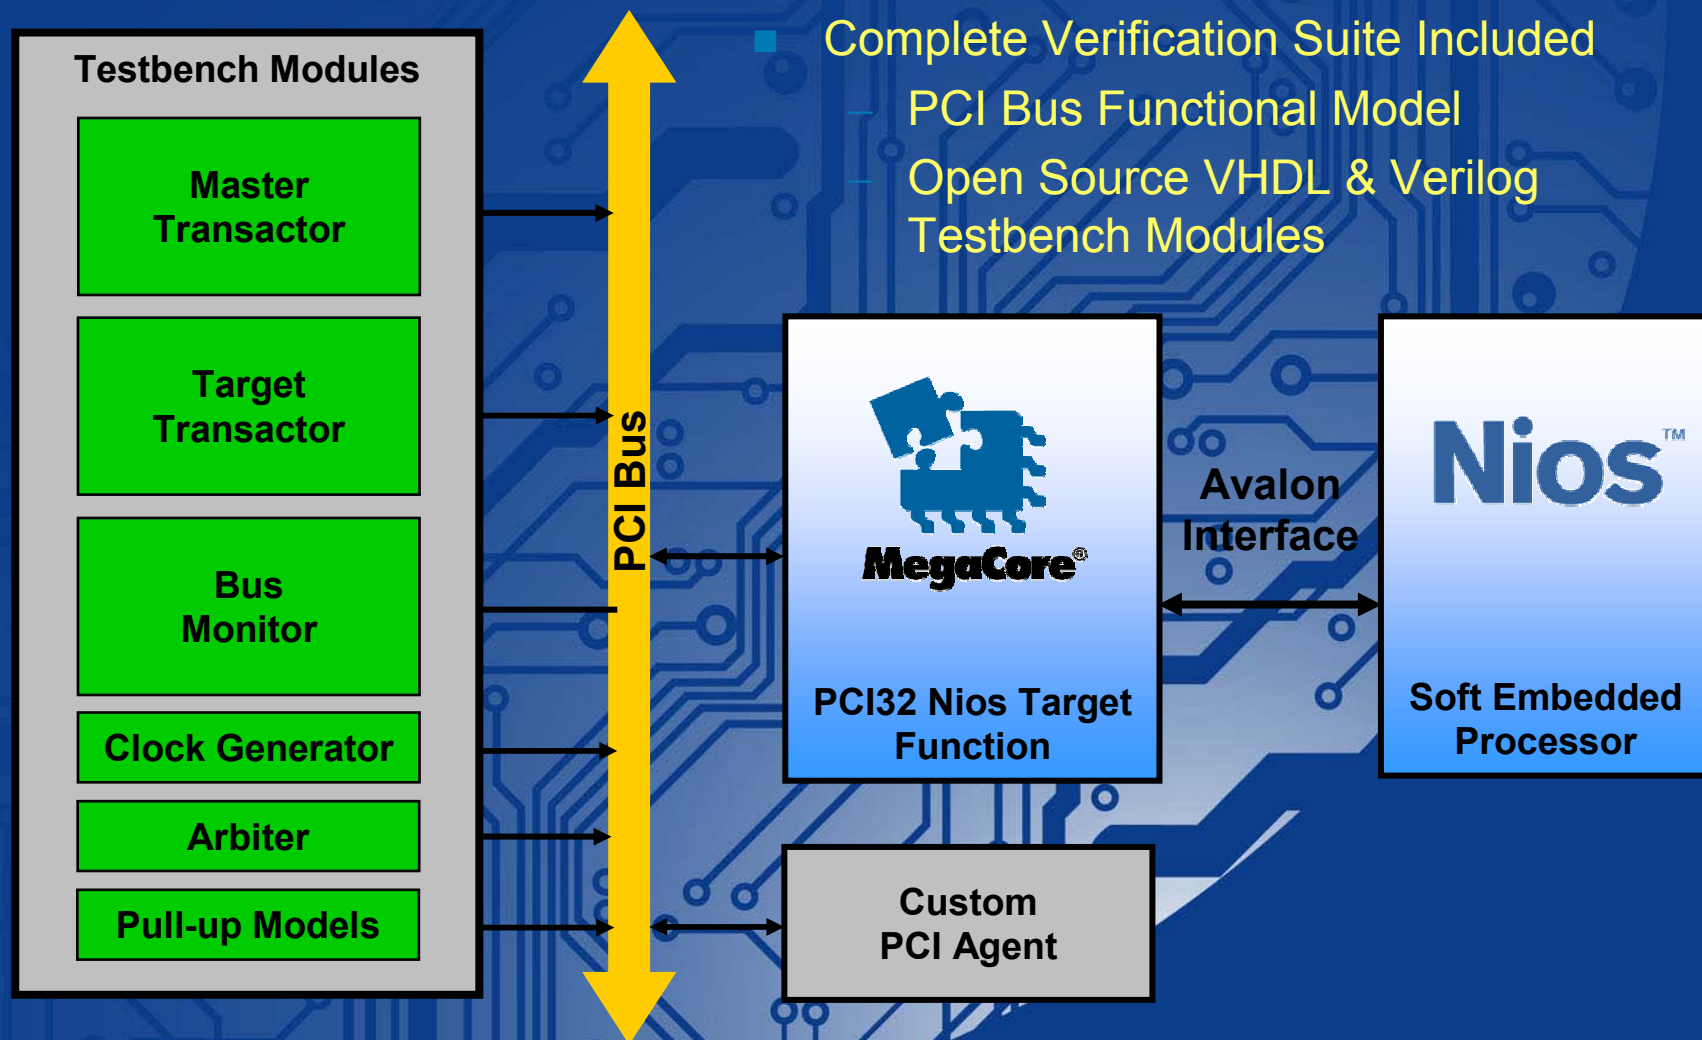 Complete Verification Suite Included
PCI Bus Functional Model
Open Source VHDL & Verilog
Testbench Modules
Testbench Modules
Master
Transactor
Target
Transactor
Bus
Monitor
Clock Generator
Arbiter
Pull-up Models
PCI Bus
MegaCore®
PCI32 Nios Target
Function
Avalon
Interface
Nios™
Soft Embedded
Processor
Custom
PCI Agent